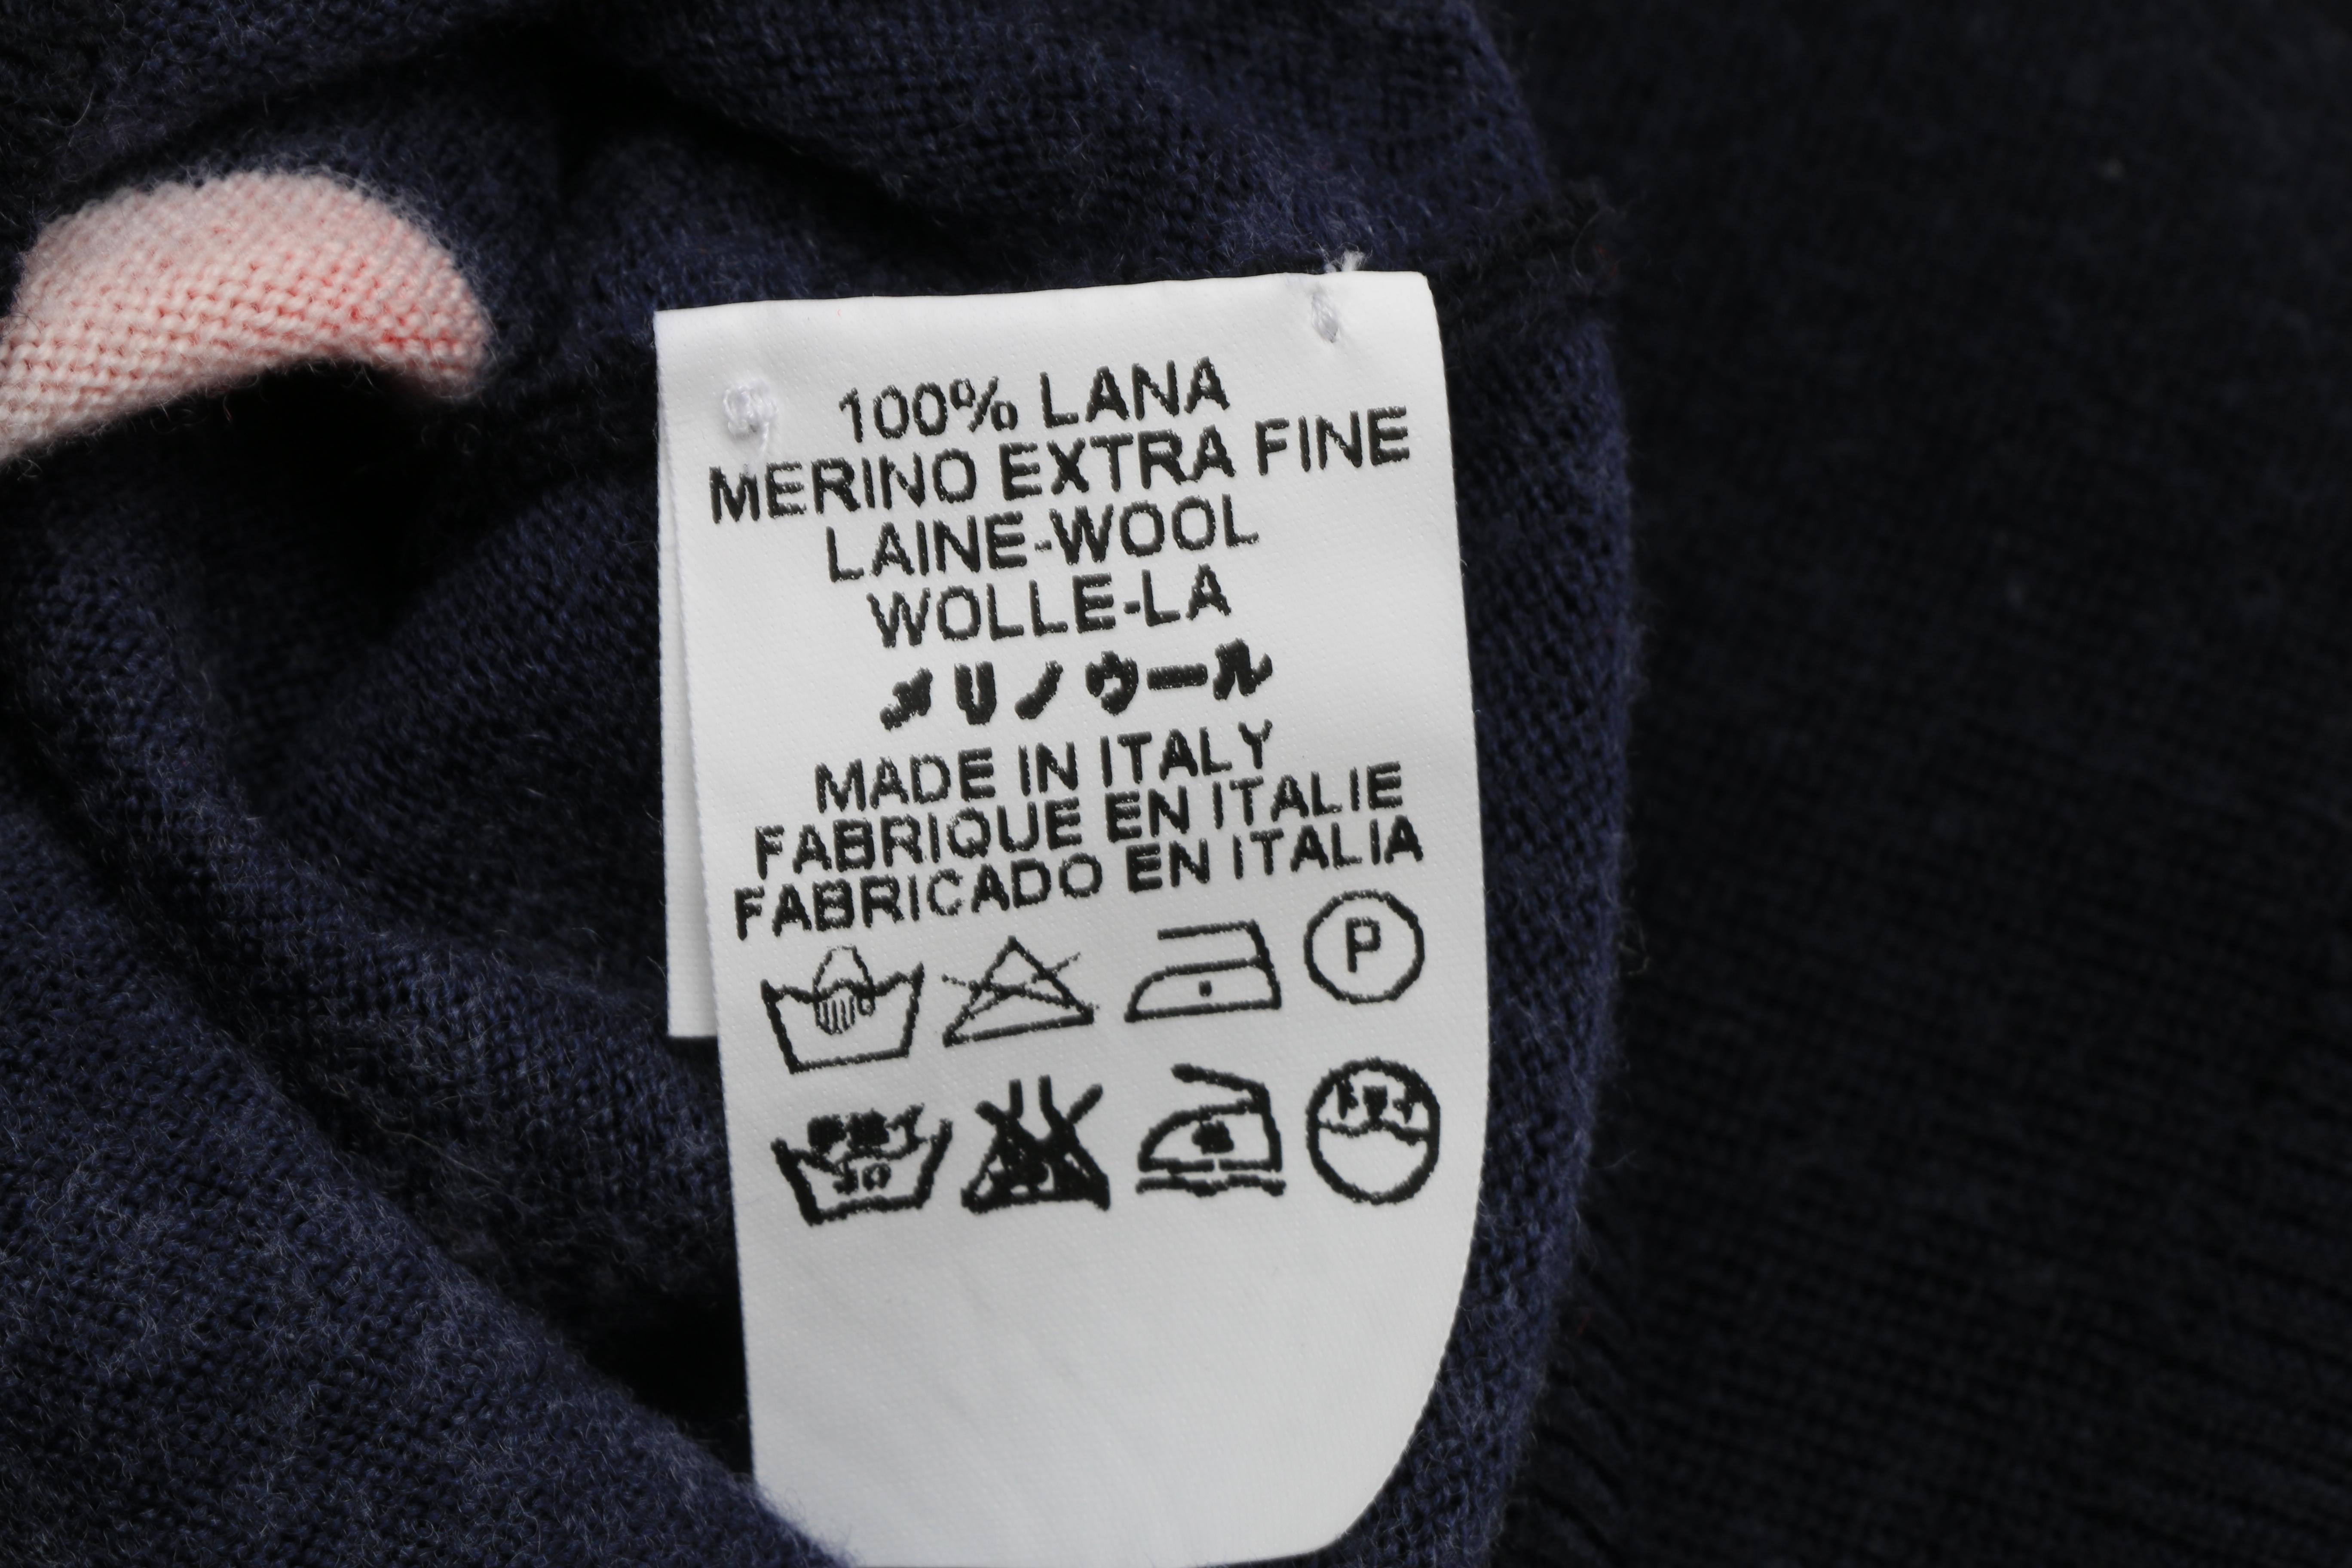 100% LANA
MERINO EXTRA FINE
LAINE-WOOL
WOLLE-LA
メリノウール
MADE IN ITALY
FABRIQUE EN ITALIE
FABRICADO EN ITALIA
P
30